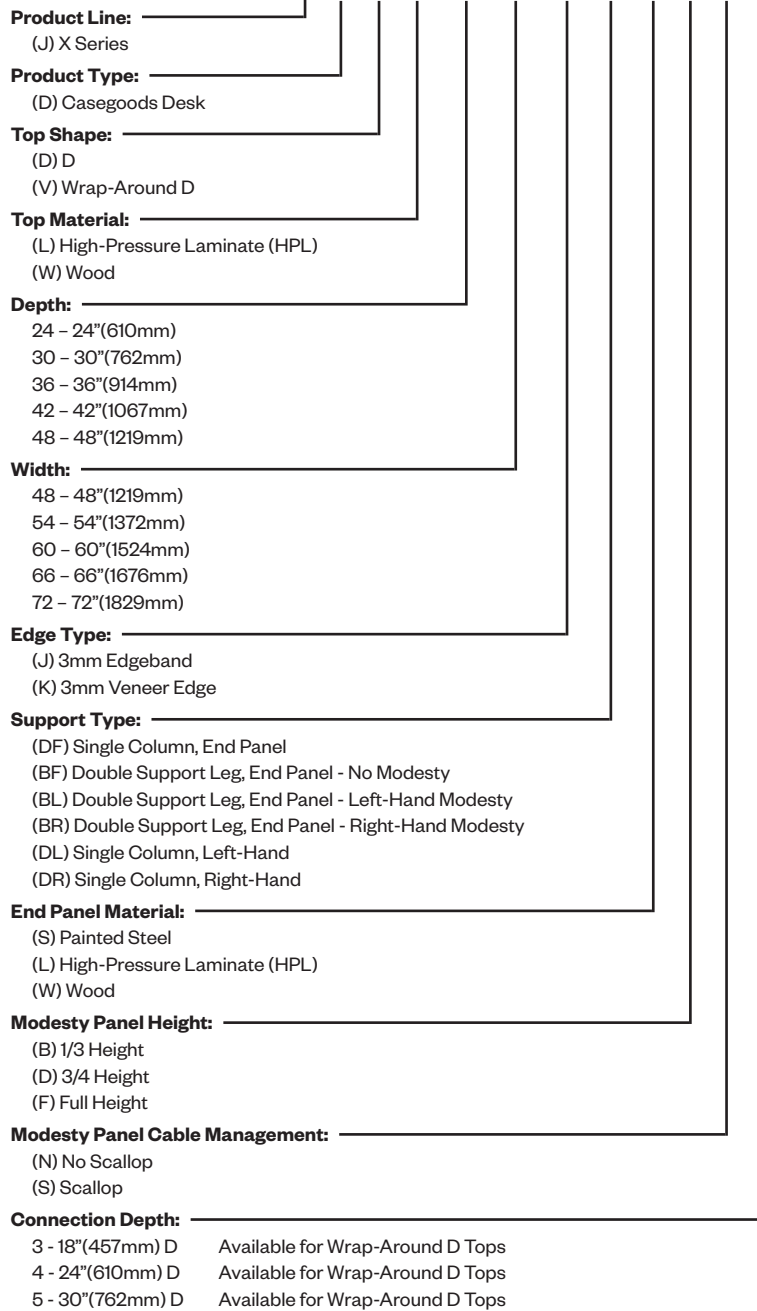 Product Line:
(J) X Series
Product Type:
(D) Casegoods Desk
Top Shape:
(D) D
(V) Wrap-Around D
Top Material:
(L) High-Pressure Laminate (HPL)
(W) Wood
Depth:
24 – 24”(610mm)
30 – 30”(762mm)
36 – 36”(914mm)
42 – 42”(1067mm)
48 – 48”(1219mm)
Width:
48 – 48”(1219mm)
54 – 54”(1372mm)
60 – 60”(1524mm)
66 – 66”(1676mm)
72 – 72”(1829mm)
Edge Type:
(J) 3mm Edgeband
(K) 3mm Veneer Edge
Support Type:
(DF) Single Column, End Panel
(BF) Double Support Leg, End Panel - No Modesty
(BL) Double Support Leg, End Panel - Left-Hand Modesty
(BR) Double Support Leg, End Panel - Right-Hand Modesty
(DL) Single Column, Left-Hand
(DR) Single Column, Right-Hand
End Panel Material:
(S) Painted Steel
(L) High-Pressure Laminate (HPL)
(W) Wood
Modesty Panel Height:
(B) 1/3 Height
(D) 3/4 Height
(F) Full Height
Modesty Panel Cable Management:
(N) No Scallop
(S) Scallop
Connection Depth:
3 - 18”(457mm) D Available for Wrap-Around D Tops
4 - 24”(610mm) D Available for Wrap-Around D Tops
5 - 30”(762mm) D Available for Wrap-Around D Tops